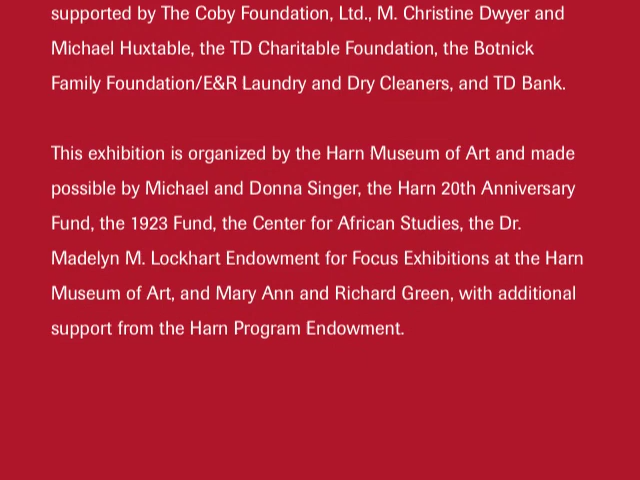 supported by The Coby Foundation, Ltd., M. Christine Dwyer and
Michael Huxtable, the TD Charitable Foundation, the Botnick
Family Foundation/E&R Laundry and Dry Cleaners, and TD Bank.
This exhibition is organized by the Harn Museum of Art and made
possible by Michael and Donna Singer, the Harn 20th Anniversary
Fund, the 1923 Fund, the Center for African Studies, the Dr.
Madelyn M. Lockhart Endowment for Focus Exhibitions at the Harn
Museum of Art, and Mary Ann and Richard Green, with additional
support from the Harn Program Endowment.